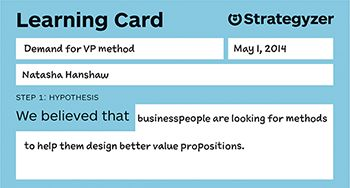 Learning Card
Strategyzer
Demand for VP method
May 1, 2014
Natasha Hanshaw
STEP 1: HYPOTHESIS
We believed that businesspeople are looking for methods
to help them design better value propositions.